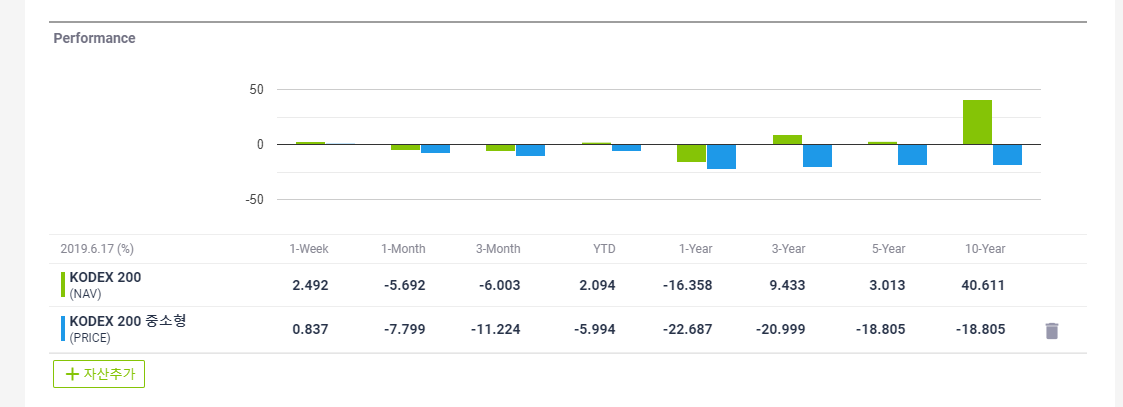 Performance
50
0
-50
2019.6.17 (%) 1-Week 1-Month 3-Month YTD 1-Year 3-Year 5-Year 10-Year
KODEX 200
(NAV) 2.492 -5.692 -6.003 2.094 -16.358 9.433 3.013 40.611
KODEX 200 중소형
(PRICE) 0.837 -7.799 -11.224 -5.994 -22.687 -20.999 -18.805 -18.805
+ 자산추가